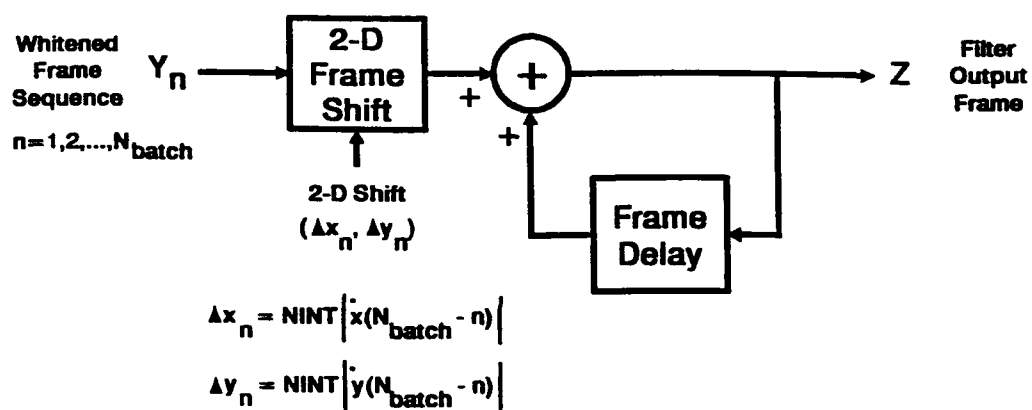 Whitened
Frame
Sequence
n=1,2,...,N_batch
Y_n
2-D
Frame
Shift
+
+
+
2-D Shift
(Δx_n, Δy_n)
Frame
Delay
Z
Filter
Output
Frame
Δx_n = NINT|ẋ(N_batch - n)|
Δy_n = NINT|ẏ(N_batch - n)|